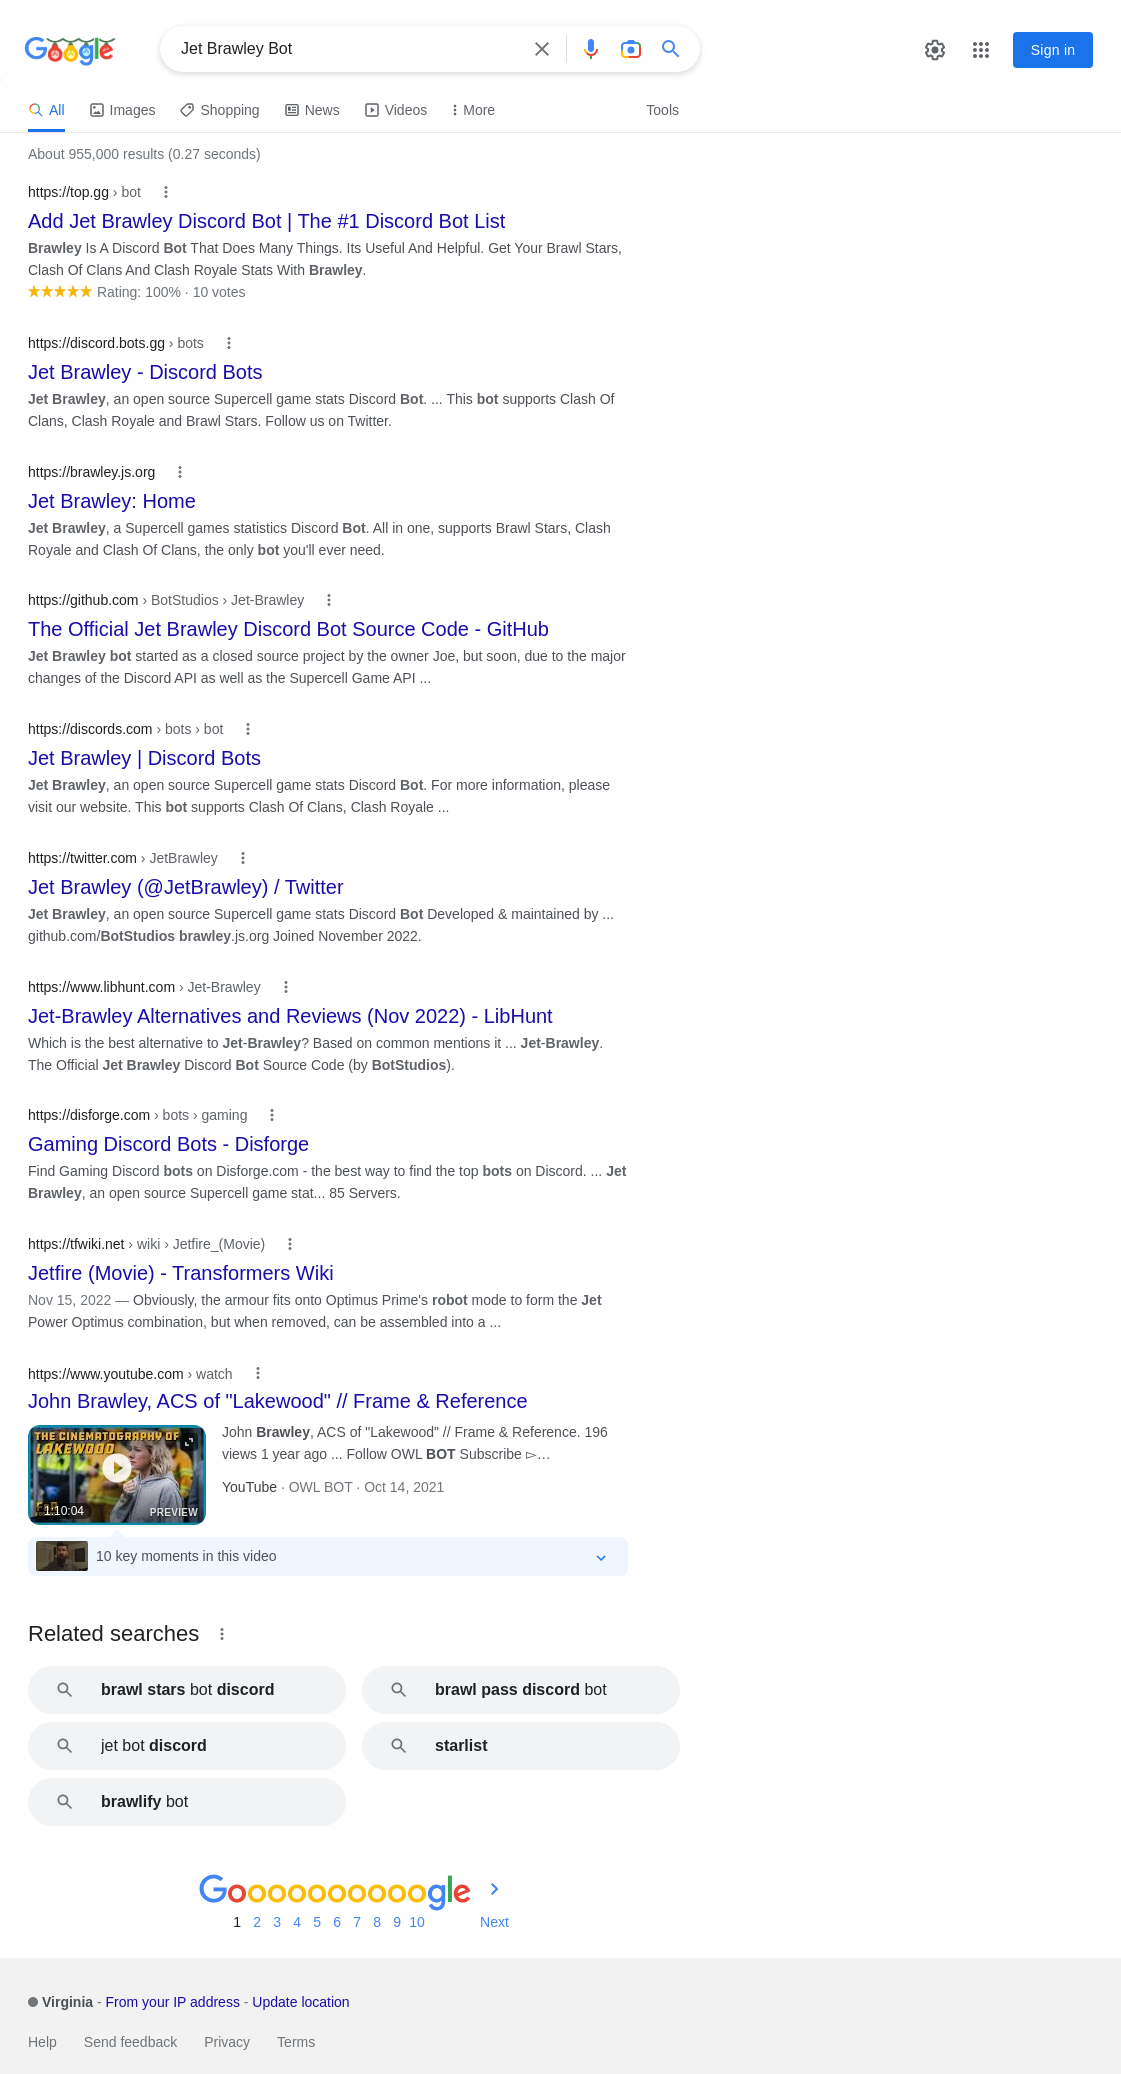 Google
Jet Brawley Bot
Sign in
All Images Shopping News Videos More Tools
About 955,000 results (0.27 seconds)
https://top.gg › bot
Add Jet Brawley Discord Bot | The #1 Discord Bot List
Brawley Is A Discord Bot That Does Many Things. Its Useful And Helpful. Get Your Brawl Stars,
Clash Of Clans And Clash Royale Stats With Brawley.
Rating: 100% · 10 votes
https://discord.bots.gg › bots
Jet Brawley - Discord Bots
Jet Brawley, an open source Supercell game stats Discord Bot. ... This bot supports Clash Of
Clans, Clash Royale and Brawl Stars. Follow us on Twitter.
https://brawley.js.org
Jet Brawley: Home
Jet Brawley, a Supercell games statistics Discord Bot. All in one, supports Brawl Stars, Clash
Royale and Clash Of Clans, the only bot you'll ever need.
https://github.com › BotStudios › Jet-Brawley
The Official Jet Brawley Discord Bot Source Code - GitHub
Jet Brawley bot started as a closed source project by the owner Joe, but soon, due to the major
changes of the Discord API as well as the Supercell Game API ...
https://discords.com › bots › bot
Jet Brawley | Discord Bots
Jet Brawley, an open source Supercell game stats Discord Bot. For more information, please
visit our website. This bot supports Clash Of Clans, Clash Royale ...
https://twitter.com › JetBrawley
Jet Brawley (@JetBrawley) / Twitter
Jet Brawley, an open source Supercell game stats Discord Bot Developed & maintained by ...
github.com/BotStudios brawley.js.org Joined November 2022.
https://www.libhunt.com › Jet-Brawley
Jet-Brawley Alternatives and Reviews (Nov 2022) - LibHunt
Which is the best alternative to Jet-Brawley? Based on common mentions it ... Jet-Brawley.
The Official Jet Brawley Discord Bot Source Code (by BotStudios).
https://disforge.com › bots › gaming
Gaming Discord Bots - Disforge
Find Gaming Discord bots on Disforge.com - the best way to find the top bots on Discord. ... Jet
Brawley, an open source Supercell game stat... 85 Servers.
https://tfwiki.net › wiki › Jetfire_(Movie)
Jetfire (Movie) - Transformers Wiki
Nov 15, 2022 — Obviously, the armour fits onto Optimus Prime's robot mode to form the Jet
Power Optimus combination, but when removed, can be assembled into a ...
https://www.youtube.com › watch
John Brawley, ACS of "Lakewood" // Frame & Reference
THE CINEMATOGRAPHY OF
LAKEWOOD
1:10:04 PREVIEW
John Brawley, ACS of "Lakewood" // Frame & Reference. 196
views 1 year ago ... Follow OWL BOT Subscribe ▻…
YouTube · OWL BOT · Oct 14, 2021
10 key moments in this video
Related searches
brawl stars bot discord
brawl pass discord bot
jet bot discord
starlist
brawlify bot
Goooooooooogle
1 2 3 4 5 6 7 8 9 10 Next
Virginia - From your IP address - Update location
Help Send feedback Privacy Terms